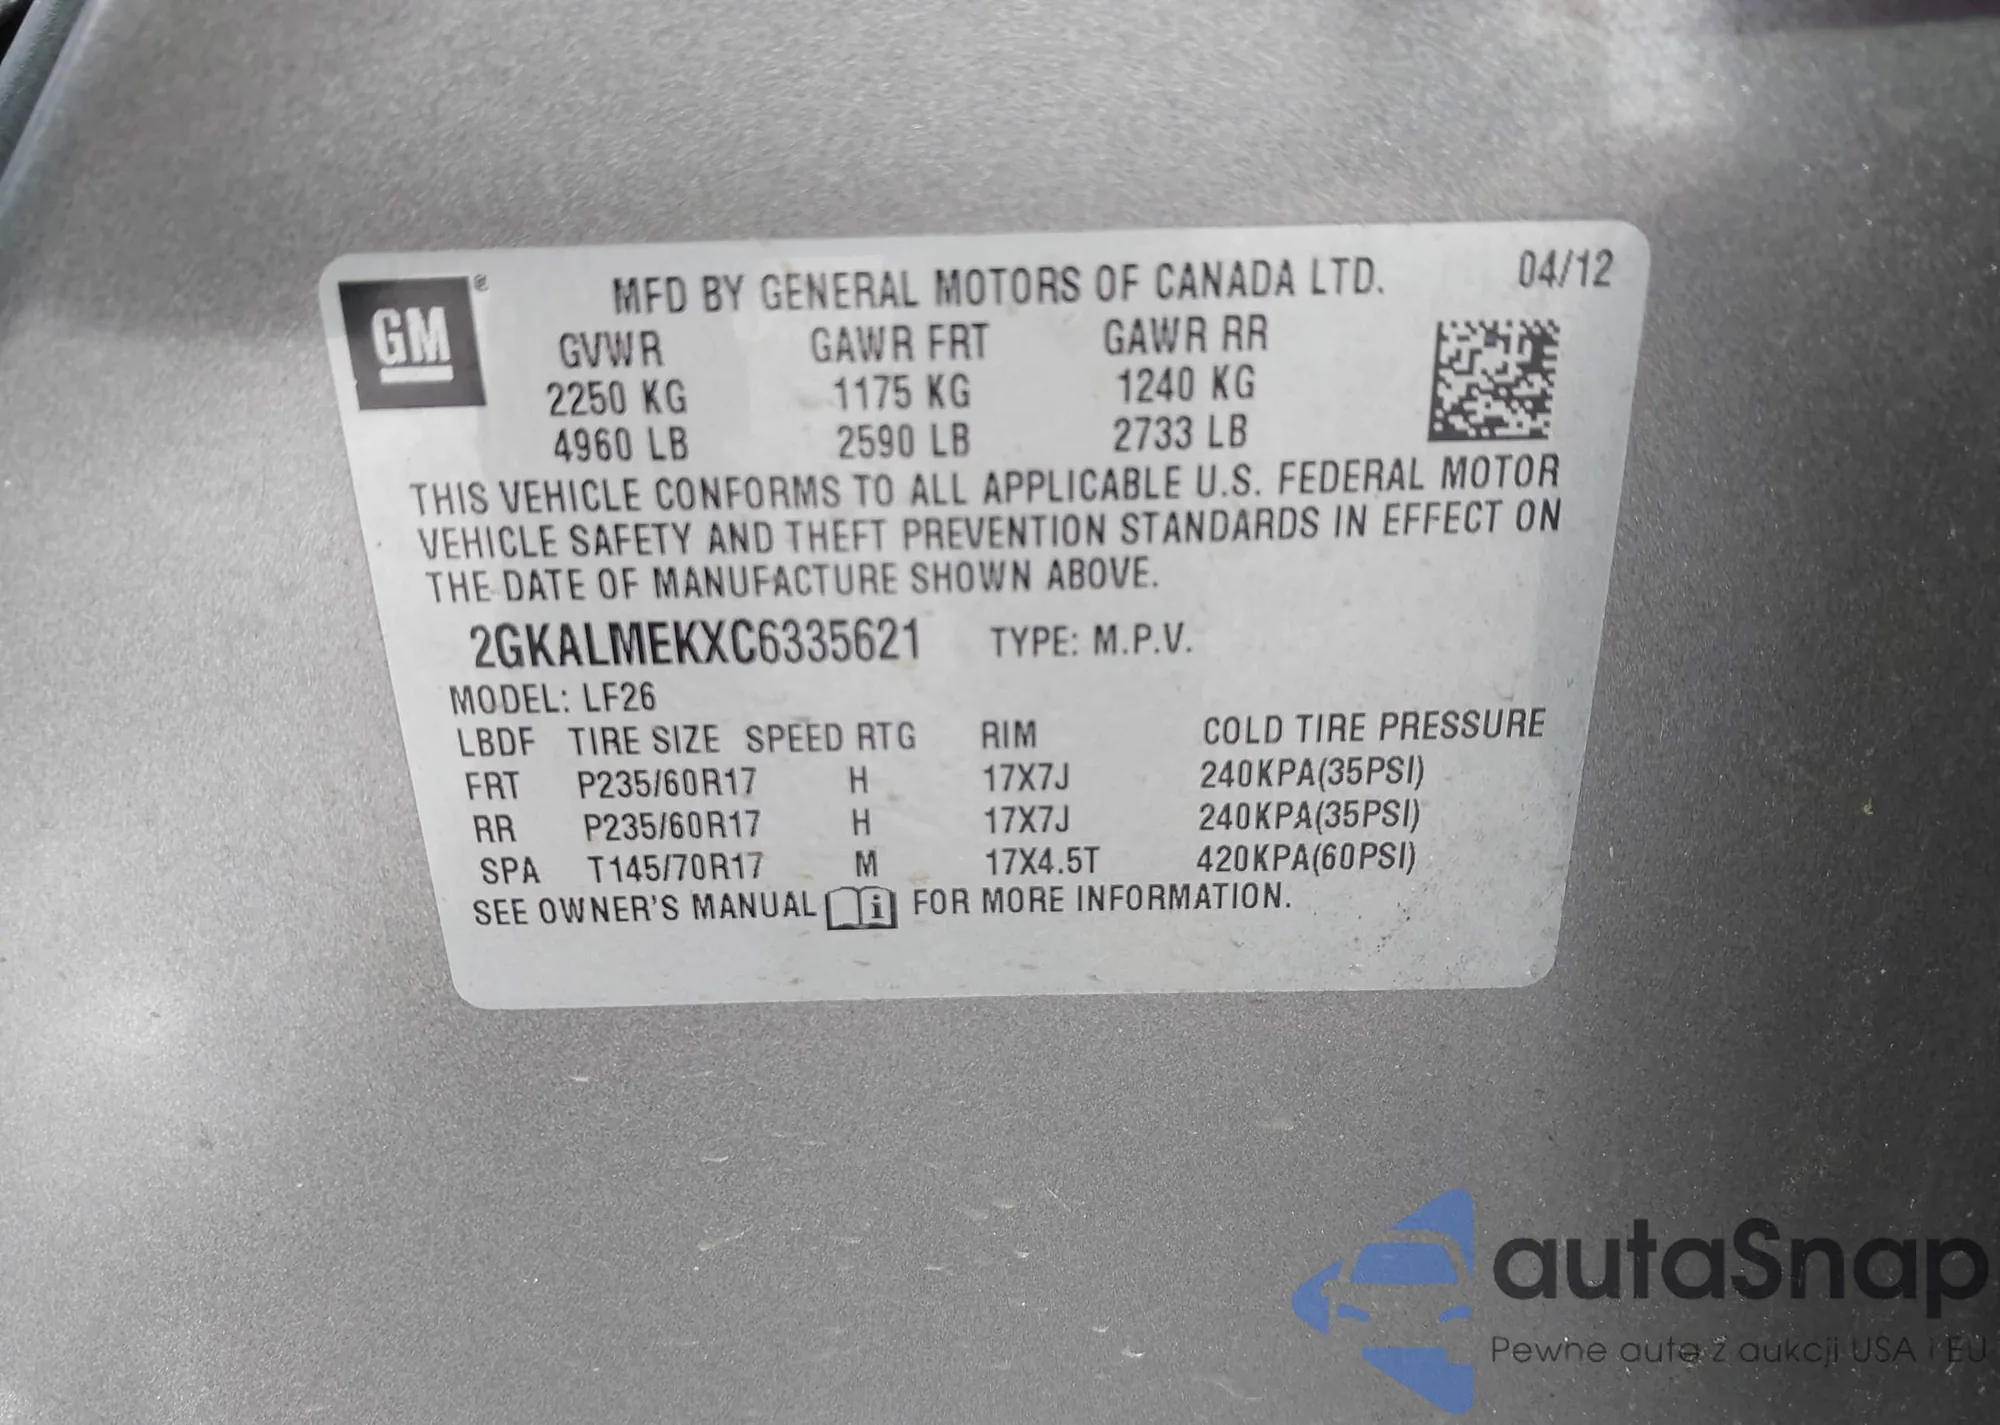 GM ®
MFD BY GENERAL MOTORS OF CANADA LTD. 04/12
GVWR GAWR FRT GAWR RR
2250 KG 1175 KG 1240 KG
4960 LB 2590 LB 2733 LB
THIS VEHICLE CONFORMS TO ALL APPLICABLE U.S. FEDERAL MOTOR
VEHICLE SAFETY AND THEFT PREVENTION STANDARDS IN EFFECT ON
THE DATE OF MANUFACTURE SHOWN ABOVE.
2GKALMEKXC6335621 TYPE: M.P.V.
MODEL: LF26
LBDF TIRE SIZE SPEED RTG RIM COLD TIRE PRESSURE
FRT P235/60R17 H 17X7J 240KPA(35PSI)
RR P235/60R17 H 17X7J 240KPA(35PSI)
SPA T145/70R17 M 17X4.5T 420KPA(60PSI)
SEE OWNER'S MANUAL i FOR MORE INFORMATION.
autaSnap
Pewne auta z aukcji USA i EU